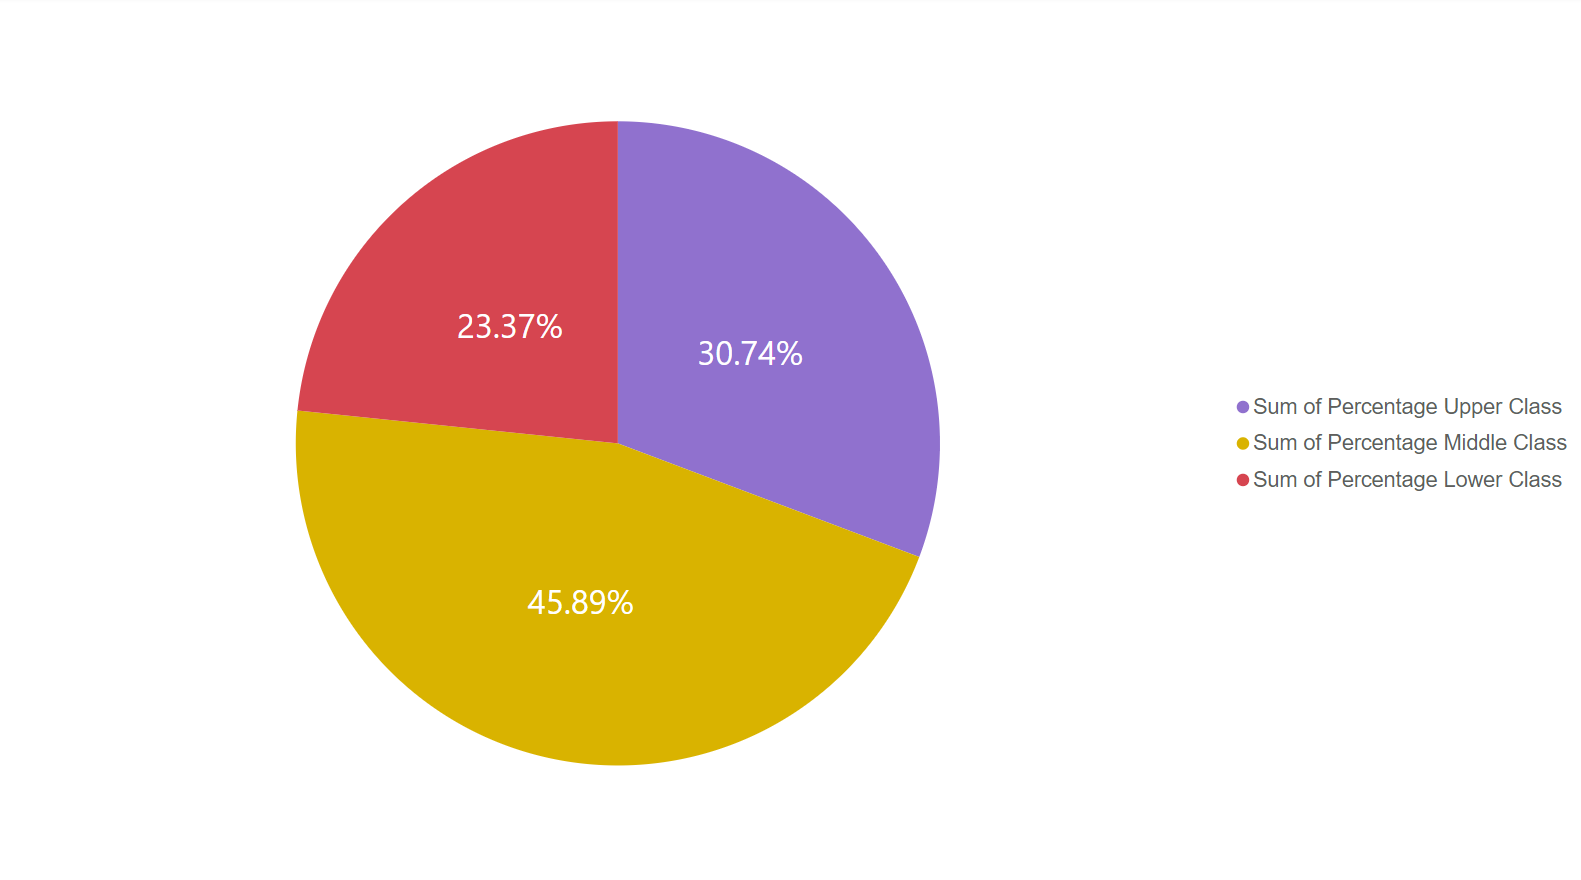 23.37%
30.74%
45.89%
Sum of Percentage Upper Class
Sum of Percentage Middle Class
Sum of Percentage Lower Class